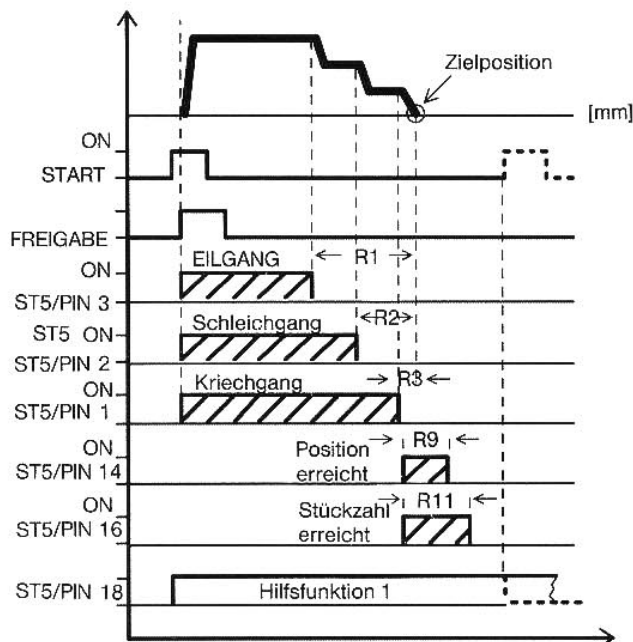 Zielposition
[mm]
ON
START
FREIGABE
EILGANG
R1
ON
ST5/PIN 3
Schleichgang
R2
ST5 ON
ST5/PIN 2
Kriechgang
R3
ON
ST5/PIN 1
ON
Position
erreicht
R9
ST5/PIN 14
ON
Stückzahl
erreicht
R11
ST5/PIN 16
ST5/PIN 18
Hilfsfunktion 1